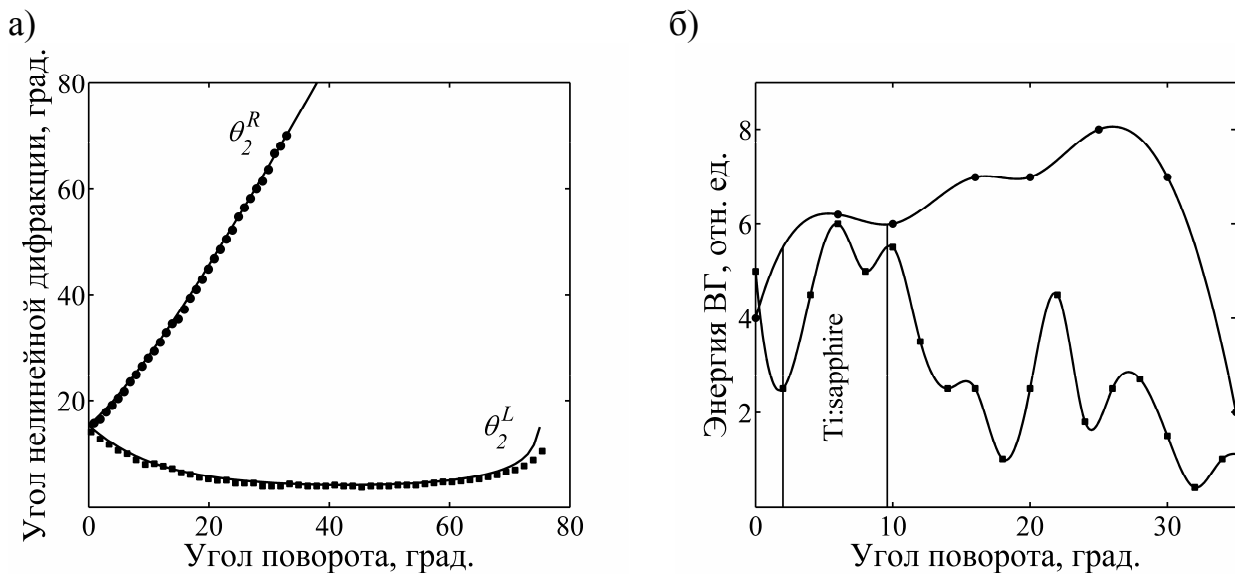 а)
Угол нелинейной дифракции, град.
80
60
40
20
θ₂ᴿ
θ₂ᴸ
0 20 40 60 80
Угол поворота, град.
б)
Энергия ВГ, отн. ед.
8
6
4
2
Ti:sapphire
0 10 20 30
Угол поворота, град.